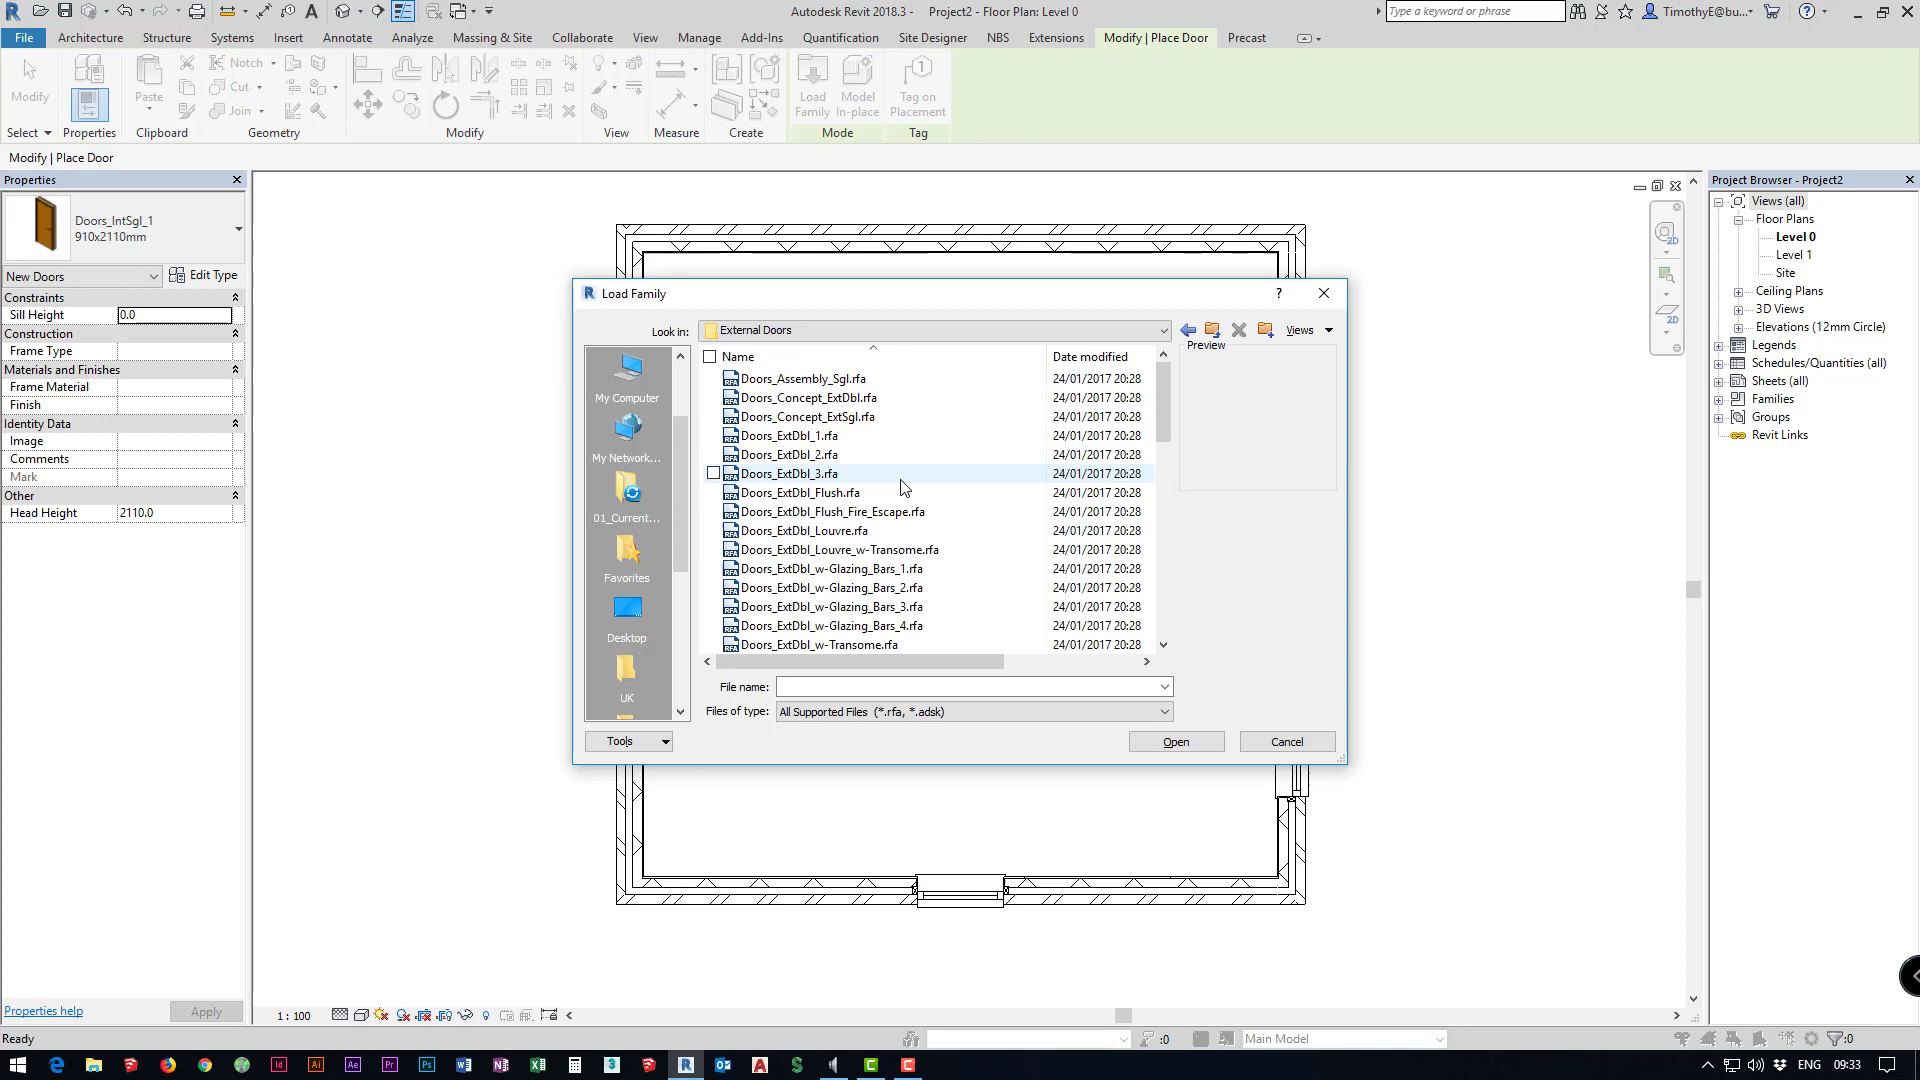 Autodesk Revit 2018.3 - Project2 - Floor Plan: Level 0
Type a keyword or phrase
TimothyE@bu...
File Architecture Structure Systems Insert Annotate Analyze Massing & Site Collaborate View Manage Add-Ins Quantification Site Designer NBS Extensions Modify | Place Door Precast
Modify
Paste
Notch
Cut
Join
Load Family
Model In-place
Tag on Placement
Select Properties Clipboard Geometry Modify View Measure Create Mode Tag
Modify | Place Door
Properties
Doors_IntSgl_1
910x2110mm
New Doors
Edit Type
Constraints
Sill Height 0.0
Construction
Frame Type
Materials and Finishes
Frame Material
Finish
Identity Data
Image
Comments
Mark
Other
Head Height 2110.0
Properties help
Apply
Load Family
Look in: External Doors
Views
Preview
Name Date modified
Doors_Assembly_Sgl.rfa 24/01/2017 20:28
Doors_Concept_ExtDbl.rfa 24/01/2017 20:28
Doors_Concept_ExtSgl.rfa 24/01/2017 20:28
Doors_ExtDbl_1.rfa 24/01/2017 20:28
Doors_ExtDbl_2.rfa 24/01/2017 20:28
Doors_ExtDbl_3.rfa 24/01/2017 20:28
Doors_ExtDbl_Flush.rfa 24/01/2017 20:28
Doors_ExtDbl_Flush_Fire_Escape.rfa 24/01/2017 20:28
Doors_ExtDbl_Louvre.rfa 24/01/2017 20:28
Doors_ExtDbl_Louvre_w-Transome.rfa 24/01/2017 20:28
Doors_ExtDbl_w-Glazing_Bars_1.rfa 24/01/2017 20:28
Doors_ExtDbl_w-Glazing_Bars_2.rfa 24/01/2017 20:28
Doors_ExtDbl_w-Glazing_Bars_3.rfa 24/01/2017 20:28
Doors_ExtDbl_w-Glazing_Bars_4.rfa 24/01/2017 20:28
Doors_ExtDbl_w-Transome.rfa 24/01/2017 20:28
My Computer
My Network...
01_Current...
Favorites
Desktop
UK
File name:
Files of type: All Supported Files (*.rfa, *.adsk)
Tools
Open
Cancel
Project Browser - Project2
Views (all)
Floor Plans
Level 0
Level 1
Site
Ceiling Plans
3D Views
Elevations (12mm Circle)
Legends
Schedules/Quantities (all)
Sheets (all)
Families
Groups
Revit Links
1 : 100
Ready
:0
Main Model
:0
ENG 09:33